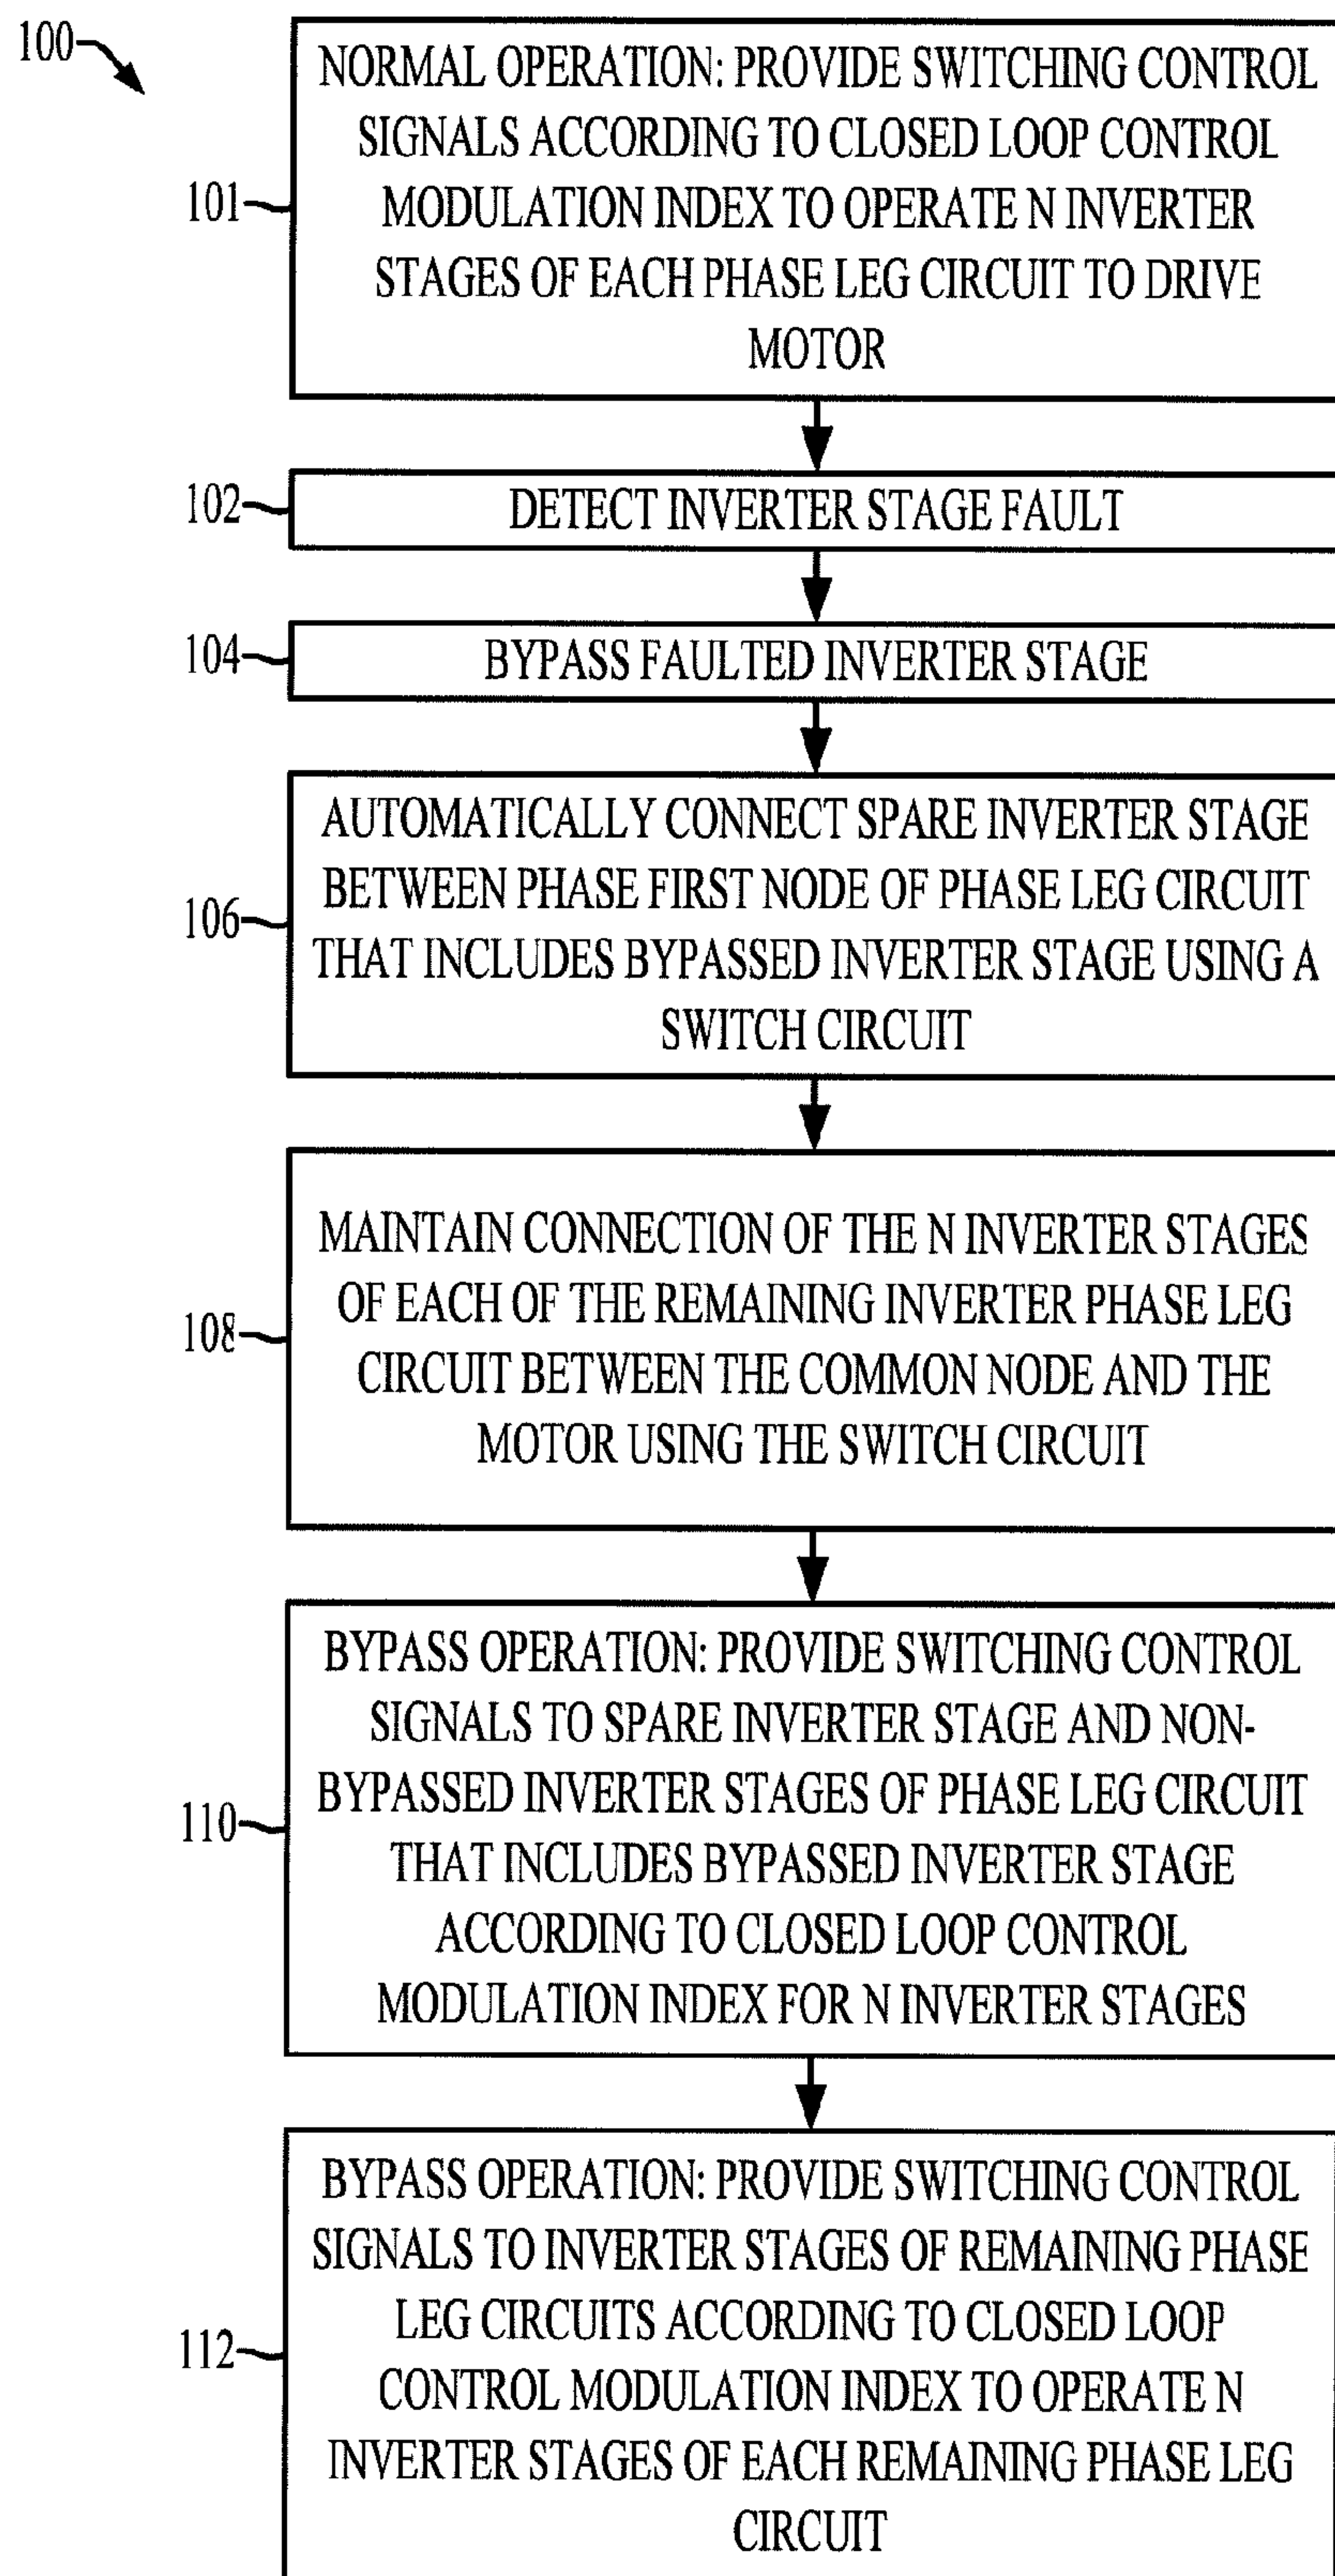 100
NORMAL OPERATION: PROVIDE SWITCHING CONTROL
SIGNALS ACCORDING TO CLOSED LOOP CONTROL
101
MODULATION INDEX TO OPERATE N INVERTER
STAGES OF EACH PHASE LEG CIRCUIT TO DRIVE
MOTOR
102
DETECT INVERTER STAGE FAULT
104
BYPASS FAULTED INVERTER STAGE
AUTOMATICALLY CONNECT SPARE INVERTER STAGE
BETWEEN PHASE FIRST NODE OF PHASE LEG CIRCUIT
106
THAT INCLUDES BYPASSED INVERTER STAGE USING A
SWITCH CIRCUIT
MAINTAIN CONNECTION OF THE N INVERTER STAGES
OF EACH OF THE REMAINING INVERTER PHASE LEG
108
CIRCUIT BETWEEN THE COMMON NODE AND THE
MOTOR USING THE SWITCH CIRCUIT
BYPASS OPERATION: PROVIDE SWITCHING CONTROL
SIGNALS TO SPARE INVERTER STAGE AND NON-
BYPASSED INVERTER STAGES OF PHASE LEG CIRCUIT
110
THAT INCLUDES BYPASSED INVERTER STAGE
ACCORDING TO CLOSED LOOP CONTROL
MODULATION INDEX FOR N INVERTER STAGES
BYPASS OPERATION: PROVIDE SWITCHING CONTROL
SIGNALS TO INVERTER STAGES OF REMAINING PHASE
LEG CIRCUITS ACCORDING TO CLOSED LOOP
112
CONTROL MODULATION INDEX TO OPERATE N
INVERTER STAGES OF EACH REMAINING PHASE LEG
CIRCUIT